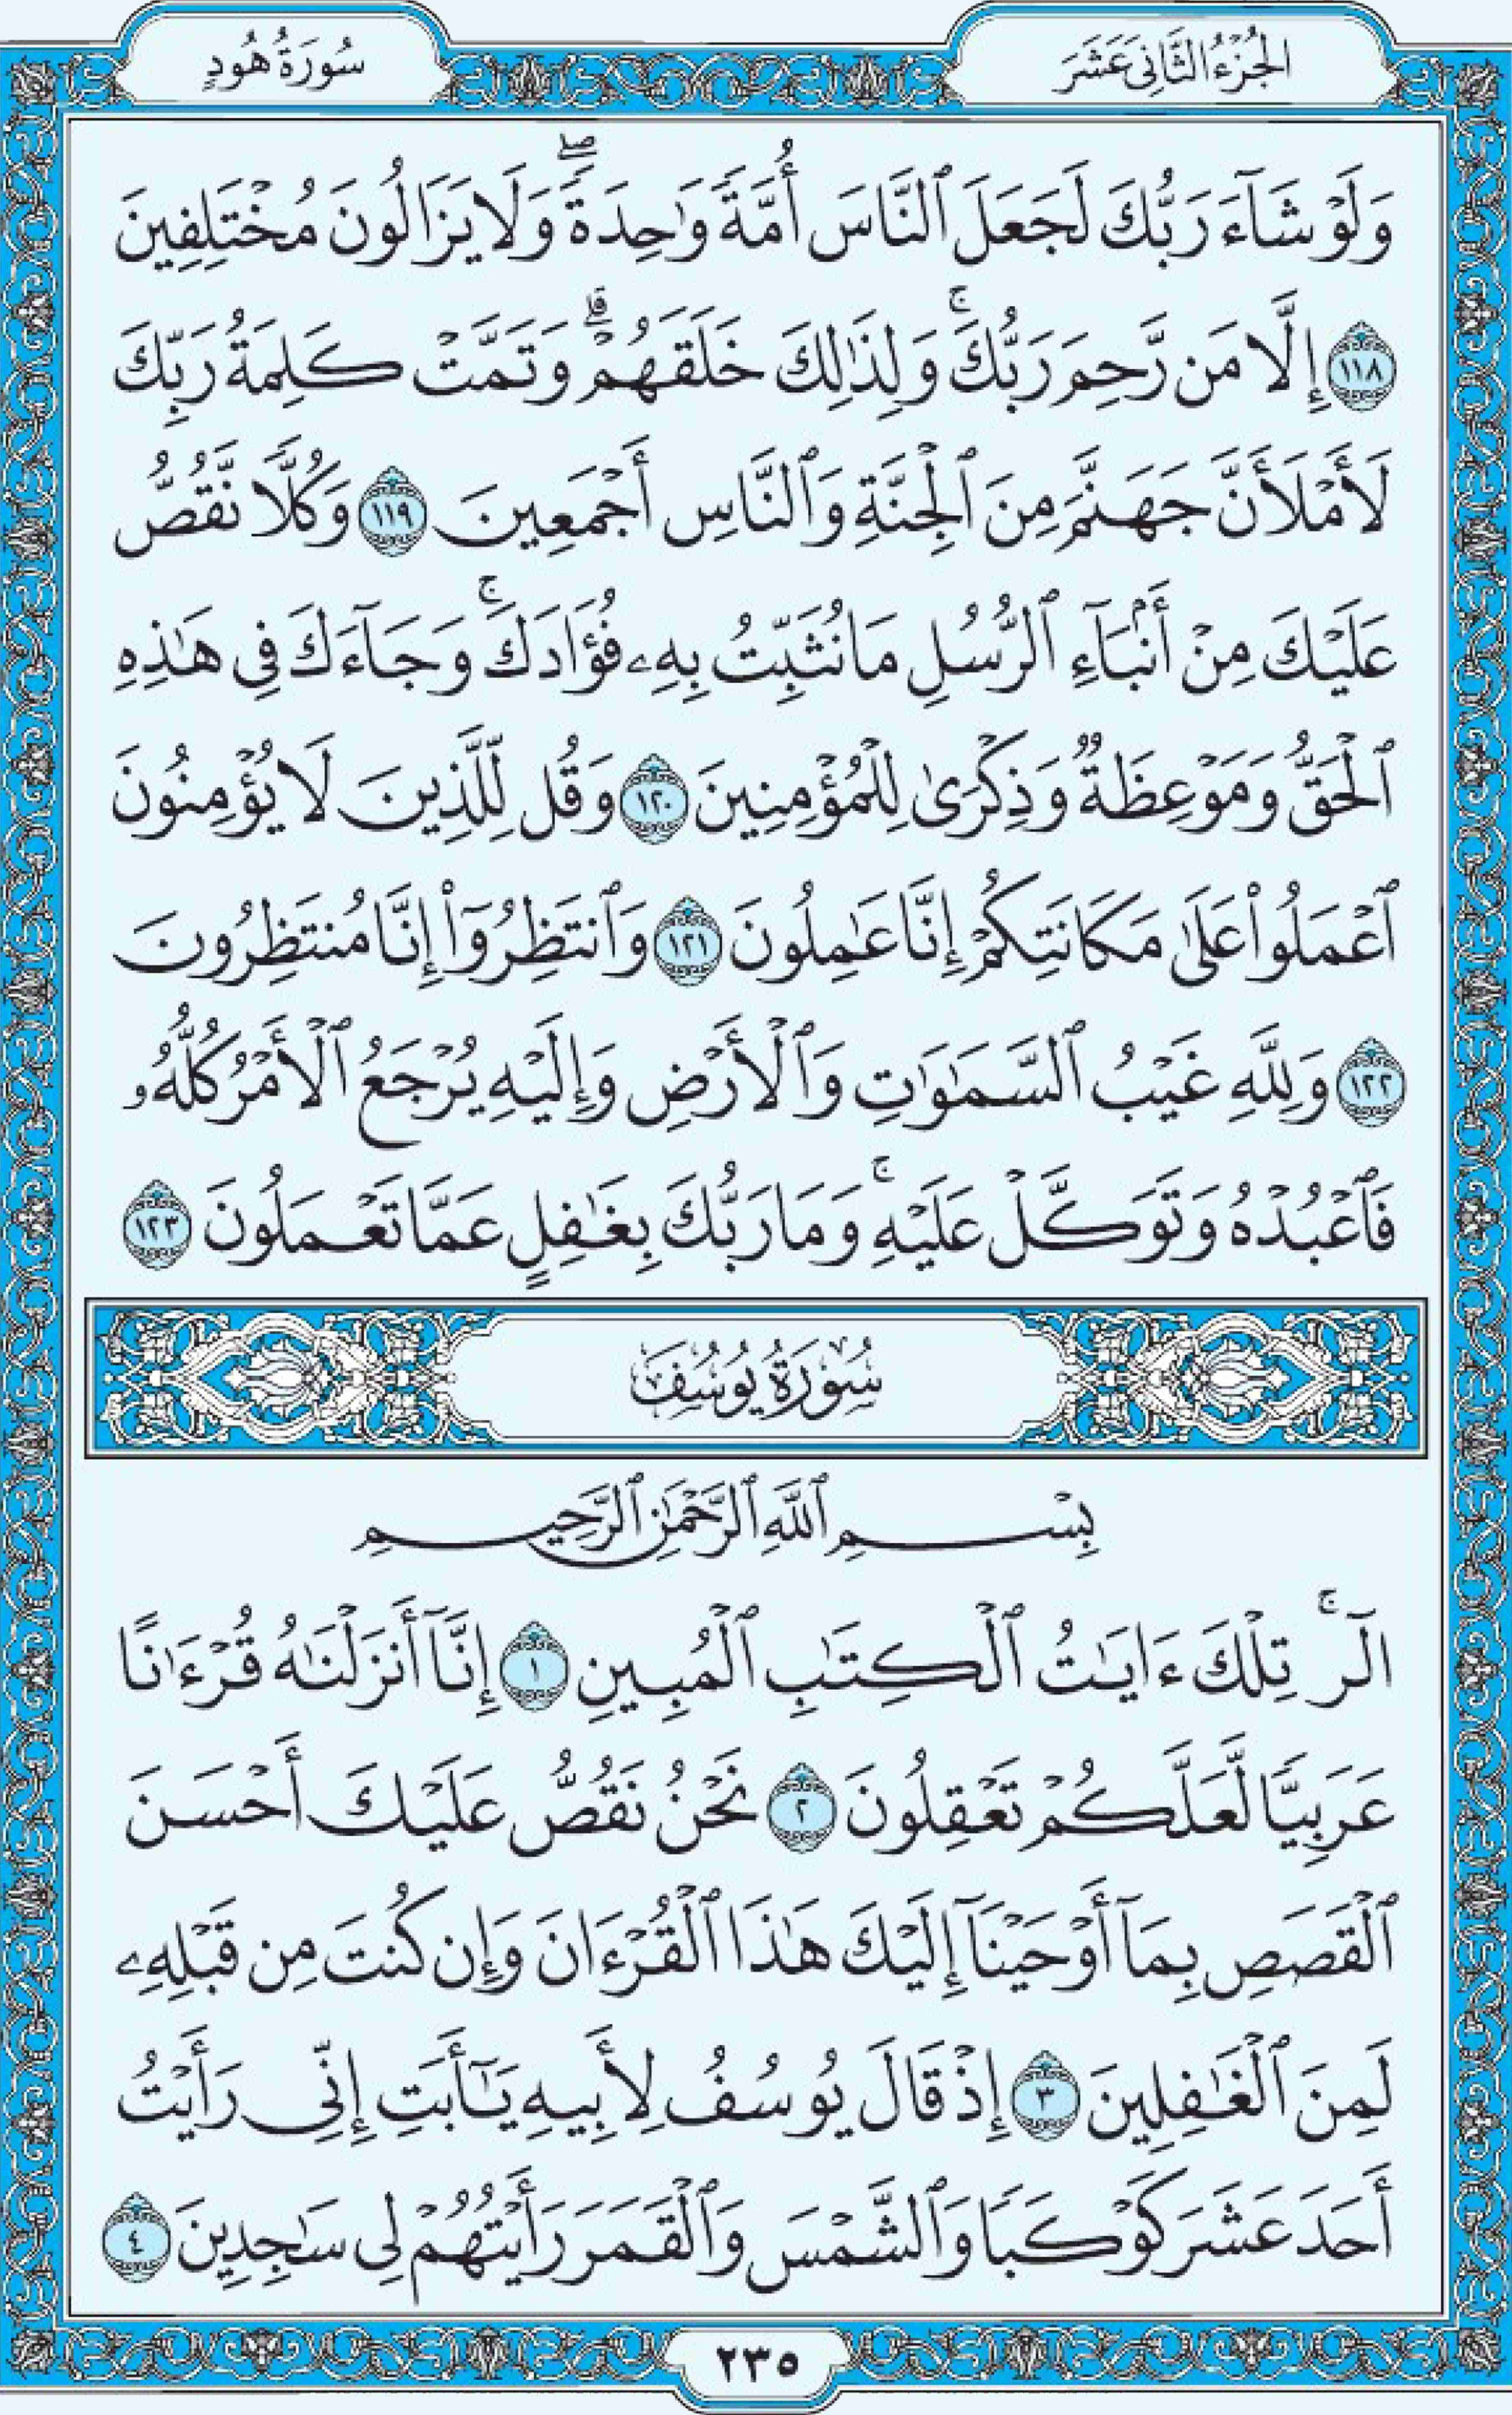 الجُزْءُ الثَّانِي عَشَرَ
سُورَةُ هُودٍ
وَلَوْ شَآءَ رَبُّكَ لَجَعَلَ ٱلنَّاسَ أُمَّةٗ وَٰحِدَةٗۖ وَلَا يَزَالُونَ مُخْتَلِفِينَ
١١٨ إِلَّا مَن رَّحِمَ رَبُّكَۚ وَلِذَٰلِكَ خَلَقَهُمْۗ وَتَمَّتْ كَلِمَةُ رَبِّكَ
لَأَمْلَأَنَّ جَهَنَّمَ مِنَ ٱلْجِنَّةِ وَٱلنَّاسِ أَجْمَعِينَ ١١٩ وَكُلّٗا نَّقُصُّ
عَلَيْكَ مِنْ أَنۢبَآءِ ٱلرُّسُلِ مَا نُثَبِّتُ بِهِۦ فُؤَادَكَۚ وَجَآءَكَ فِي هَٰذِهِ
ٱلْحَقُّ وَمَوْعِظَةٞ وَذِكْرَىٰ لِلْمُؤْمِنِينَ ١٢٠ وَقُل لِّلَّذِينَ لَا يُؤْمِنُونَ
ٱعْمَلُوا۟ عَلَىٰ مَكَانَتِكُمْ إِنَّا عَٰمِلُونَ ١٢١ وَٱنتَظِرُوٓا۟ إِنَّا مُنتَظِرُونَ
١٢٢ وَلِلَّهِ غَيْبُ ٱلسَّمَٰوَٰتِ وَٱلْأَرْضِ وَإِلَيْهِ يُرْجَعُ ٱلْأَمْرُ كُلُّهُۥ
فَٱعْبُدْهُ وَتَوَكَّلْ عَلَيْهِۚ وَمَا رَبُّكَ بِغَٰفِلٍ عَمَّا تَعْمَلُونَ ١٢٣
سُورَةُ يُوسُفَ
بِسْمِ ٱللَّهِ ٱلرَّحْمَٰنِ ٱلرَّحِيمِ
الٓرۚ تِلْكَ ءَايَٰتُ ٱلْكِتَٰبِ ٱلْمُبِينِ ١ إِنَّآ أَنزَلْنَٰهُ قُرْءَٰنًا
عَرَبِيّٗا لَّعَلَّكُمْ تَعْقِلُونَ ٢ نَحْنُ نَقُصُّ عَلَيْكَ أَحْسَنَ
ٱلْقَصَصِ بِمَآ أَوْحَيْنَآ إِلَيْكَ هَٰذَا ٱلْقُرْءَانَ وَإِن كُنتَ مِن قَبْلِهِۦ
لَمِنَ ٱلْغَٰفِلِينَ ٣ إِذْ قَالَ يُوسُفُ لِأَبِيهِ يَٰٓأَبَتِ إِنِّي رَأَيْتُ
أَحَدَ عَشَرَ كَوْكَبٗا وَٱلشَّمْسَ وَٱلْقَمَرَ رَأَيْتُهُمْ لِي سَٰجِدِينَ ٤
٢٣٥